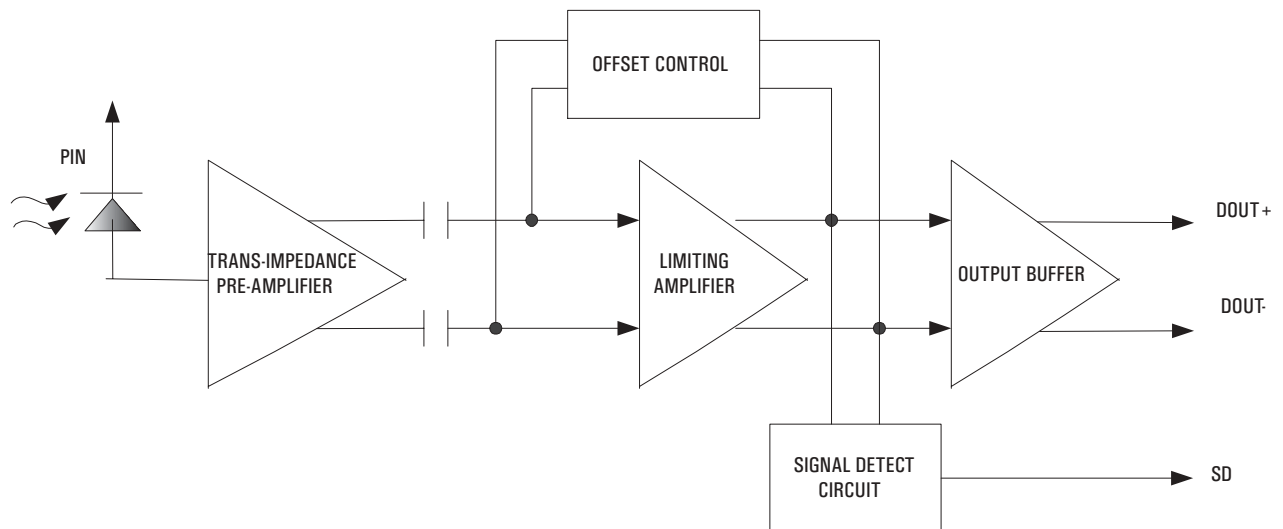 OFFSET CONTROL
PIN
TRANS-IMPEDANCE
PRE-AMPLIFIER
LIMITING
AMPLIFIER
OUTPUT BUFFER
DOUT+
DOUT-
SIGNAL DETECT
CIRCUIT
SD